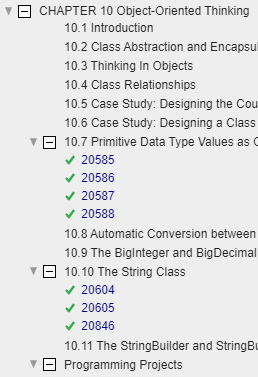 CHAPTER 10 Object-Oriented Thinking
10.1 Introduction
10.2 Class Abstraction and Encapsu
10.3 Thinking In Objects
10.4 Class Relationships
10.5 Case Study: Designing the Cou
10.6 Case Study: Designing a Class
10.7 Primitive Data Type Values as O
20585
20586
20587
20588
10.8 Automatic Conversion between
10.9 The BigInteger and BigDecimal
10.10 The String Class
20604
20605
20846
10.11 The StringBuilder and StringBu
Programming Projects